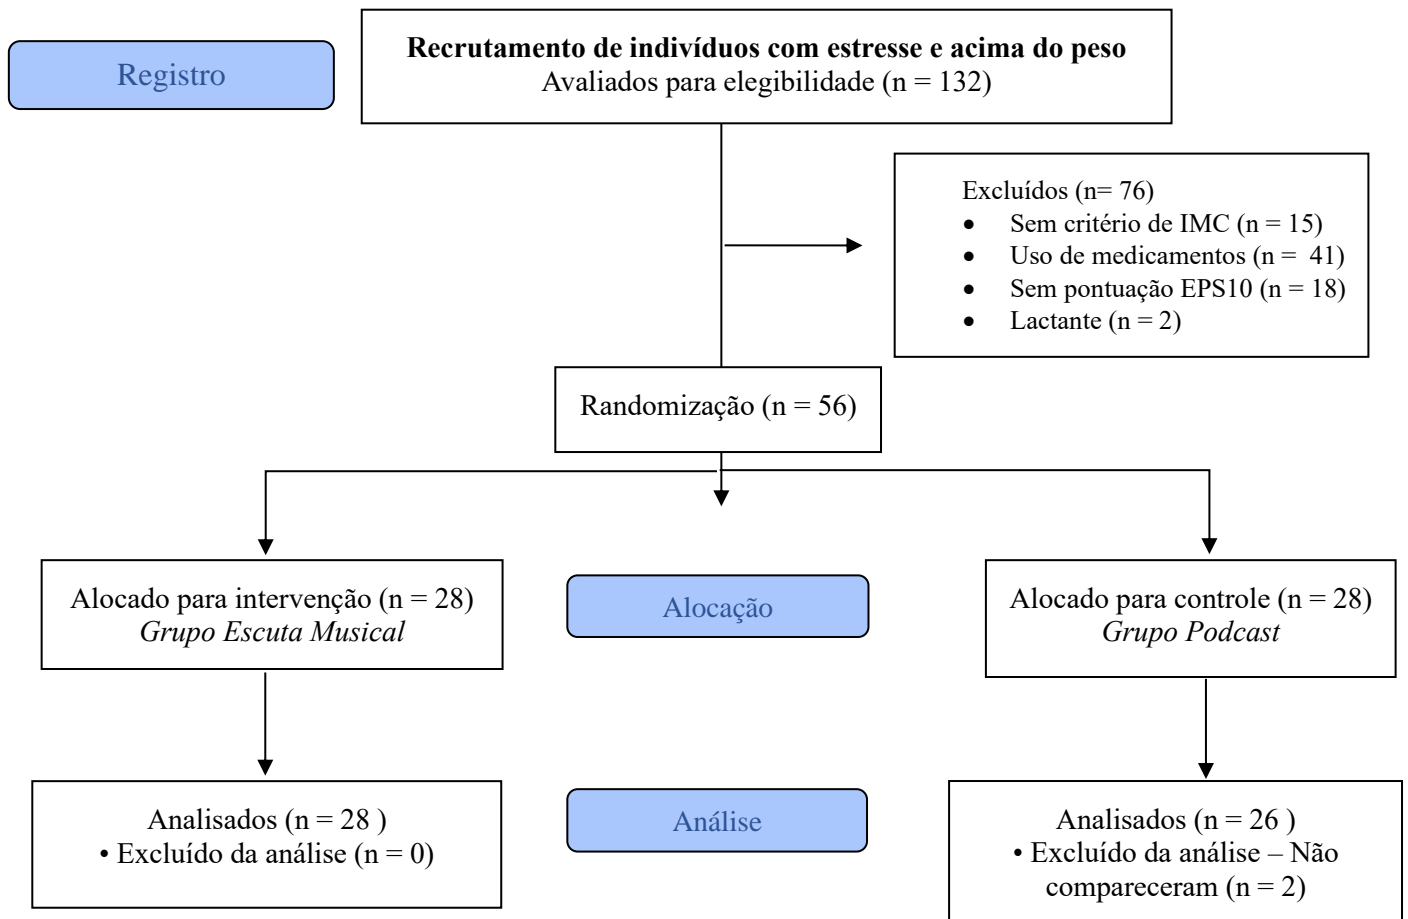 Registro
Recrutamento de indivíduos com estresse e acima do peso
Avaliados para elegibilidade (n = 132)
Excluídos (n= 76)
• Sem critério de IMC (n = 15)
• Uso de medicamentos (n =  41)
• Sem pontuação EPS10 (n = 18)
• Lactante (n = 2)
Randomização (n = 56)
Alocado para intervenção (n = 28)
Grupo Escuta Musical
Alocação
Alocado para controle (n = 28)
Grupo Podcast
Analisados (n = 28 )
• Excluído da análise (n = 0)
Análise
Analisados (n = 26 )
• Excluído da análise – Não
compareceram (n = 2)